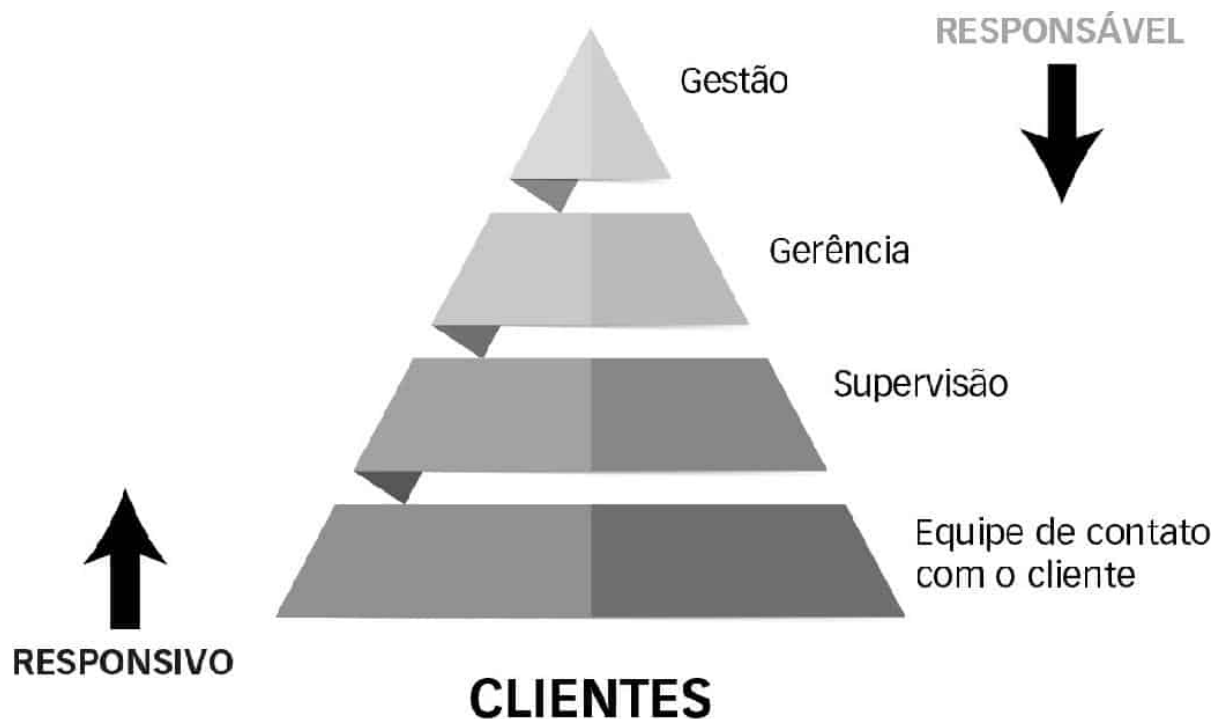 RESPONSÁVEL
Gestão
Gerência
Supervisão
Equipe de contato
com o cliente
RESPONSIVO
CLIENTES